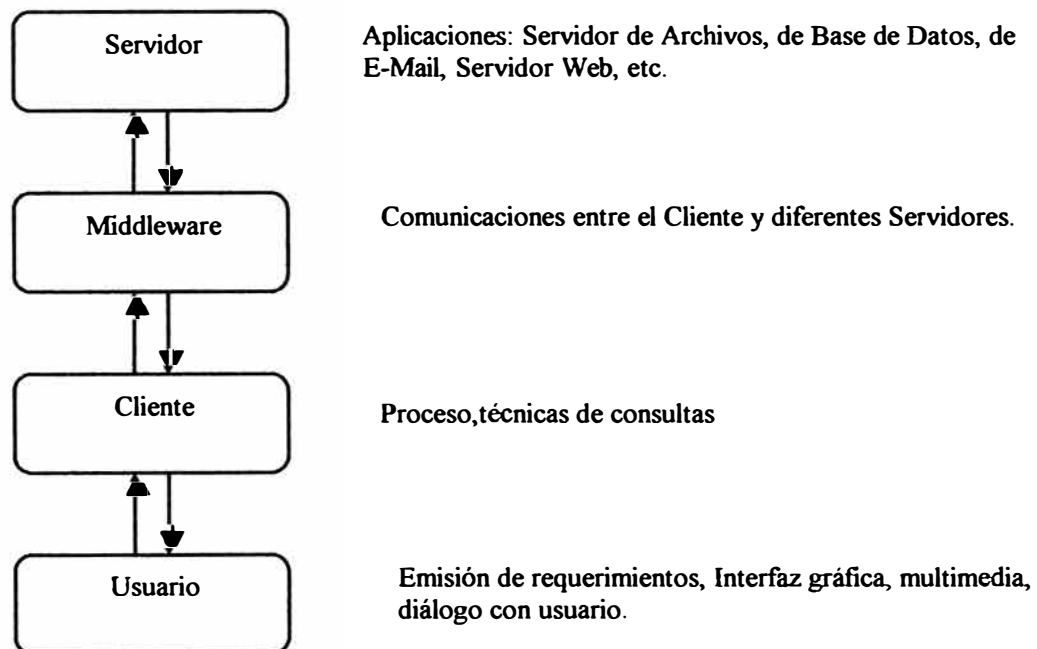 Servidor
Aplicaciones: Servidor de Archivos, de Base de Datos, de
E-Mail, Servidor Web, etc.
Middleware
Comunicaciones entre el Cliente y diferentes Servidores.
Cliente
Proceso,técnicas de consultas
Usuario
Emisión de requerimientos, Interfaz gráfica, multimedia,
diálogo con usuario.